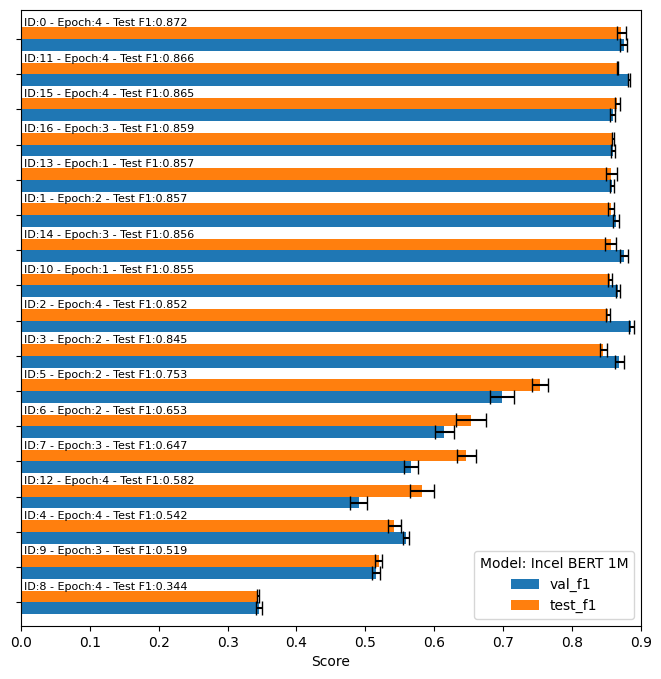 ID:0 - Epoch:4 - Test F1:0.872
ID:11 - Epoch:4 - Test F1:0.866
ID:15 - Epoch:4 - Test F1:0.865
ID:16 - Epoch:3 - Test F1:0.859
ID:13 - Epoch:1 - Test F1:0.857
ID:1 - Epoch:2 - Test F1:0.857
ID:14 - Epoch:3 - Test F1:0.856
ID:10 - Epoch:1 - Test F1:0.855
ID:2 - Epoch:4 - Test F1:0.852
ID:3 - Epoch:2 - Test F1:0.845
ID:5 - Epoch:2 - Test F1:0.753
ID:6 - Epoch:2 - Test F1:0.653
ID:7 - Epoch:3 - Test F1:0.647
ID:12 - Epoch:4 - Test F1:0.582
ID:4 - Epoch:4 - Test F1:0.542
ID:9 - Epoch:3 - Test F1:0.519
ID:8 - Epoch:4 - Test F1:0.344
Model: Incel BERT 1M
val_f1
test_f1
0.0 0.1 0.2 0.3 0.4 0.5 0.6 0.7 0.8 0.9
Score